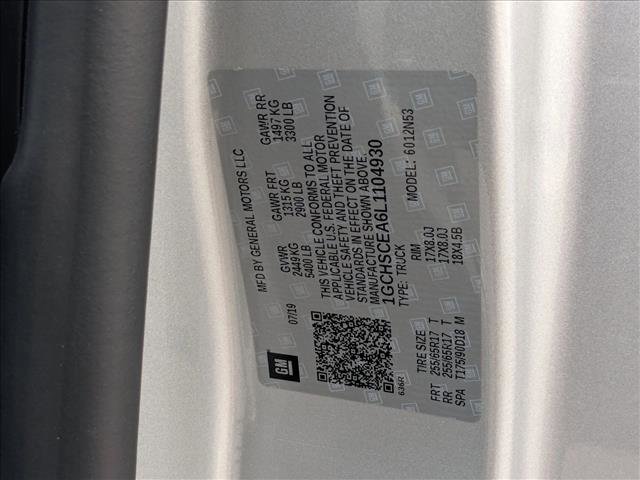 GM
MFD BY GENERAL MOTORS LLC
07/19
GVWR GAWR FRT GAWR RR
2449 KG 1315 KG 1497 KG
5400 LB 2900 LB 3300 LB
THIS VEHICLE CONFORMS TO ALL
APPLICABLE U.S. FEDERAL MOTOR
VEHICLE SAFETY AND THEFT PREVENTION
STANDARDS IN EFFECT ON THE DATE OF
MANUFACTURE SHOWN ABOVE.
1GCHSCEA6L1104930
TYPE: TRUCK MODEL: 6012N53
636R
TIRE SIZE RIM
FRT 255/65R17 T 17X8.0J
RR 255/65R17 T 17X8.0J
SPA T175/90D18 M 18X4.5B